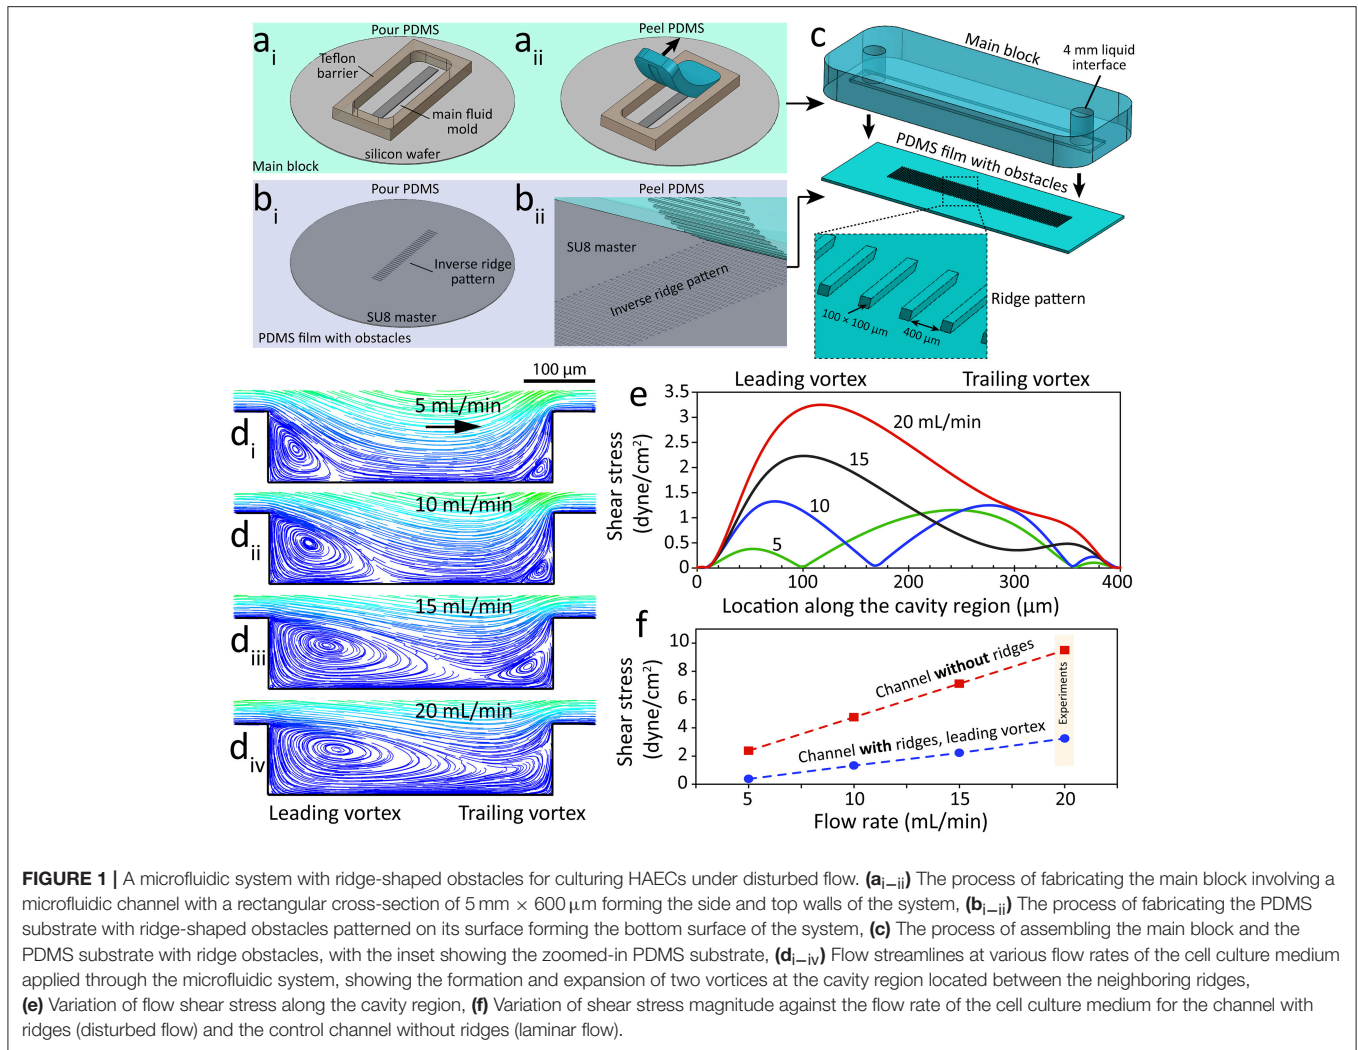 a i
Pour PDMS
Teflon
barrier
main fluid
mold
silicon wafer
Main block
a ii
Peel PDMS
b i
Pour PDMS
Inverse ridge
pattern
SU8 master
PDMS film with obstacles
b ii
Peel PDMS
SU8 master
Inverse ridge pattern
c
Main block
4 mm liquid
interface
PDMS film with obstacles
100 × 100 µm
400 µm
Ridge pattern
100 µm
d i
5 mL/min
d ii
10 mL/min
d iii
15 mL/min
d iv
20 mL/min
Leading vortex
Trailing vortex
e
Leading vortex
Trailing vortex
Shear stress
(dyne/cm²)
3.5
3
2.5
2
1.5
1
0.5
0
20 mL/min
15
10
5
0
100
200
300
400
Location along the cavity region (µm)
f
Shear stress
(dyne/cm²)
10
8
6
4
2
0
Channel without ridges
Channel with ridges, leading vortex
Experiments
5
10
15
20
Flow rate (mL/min)
FIGURE 1 | A microfluidic system with ridge-shaped obstacles for culturing HAECs under disturbed flow. (a i–ii) The process of fabricating the main block involving a
microfluidic channel with a rectangular cross-section of 5 mm × 600 µm forming the side and top walls of the system, (b i–ii) The process of fabricating the PDMS
substrate with ridge-shaped obstacles patterned on its surface forming the bottom surface of the system, (c) The process of assembling the main block and the
PDMS substrate with ridge obstacles, with the inset showing the zoomed-in PDMS substrate, (d i–iv) Flow streamlines at various flow rates of the cell culture medium
applied through the microfluidic system, showing the formation and expansion of two vortices at the cavity region located between the neighboring ridges,
(e) Variation of flow shear stress along the cavity region, (f) Variation of shear stress magnitude against the flow rate of the cell culture medium for the channel with
ridges (disturbed flow) and the control channel without ridges (laminar flow).